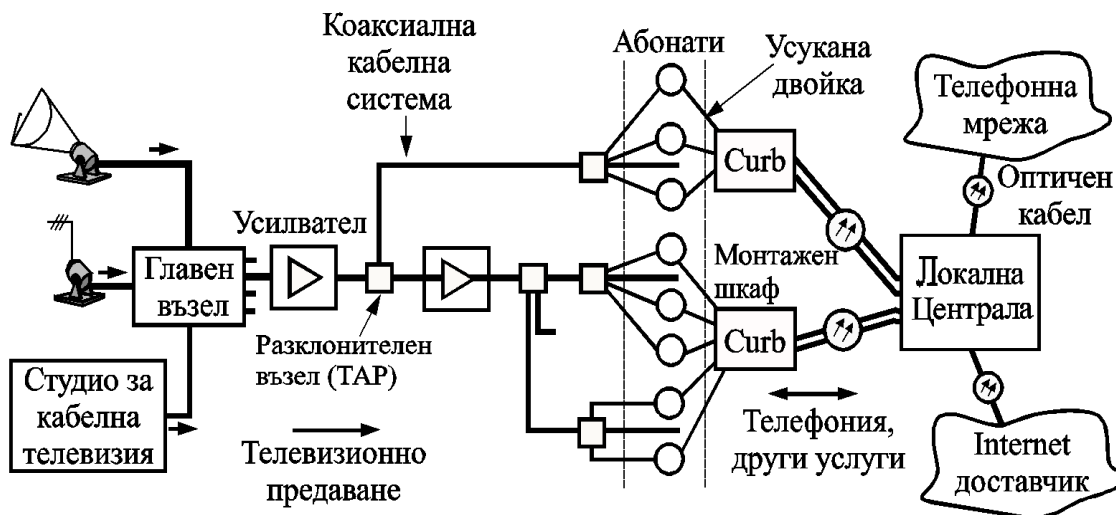 Коаксиална
кабелна
система
Абонати
Усукана
двойка
Телефонна
мрежа
Curb
Оптичен
кабел
Усилвател
Главен
възел
Монтажен
шкаф
Локална
Централа
Curb
Разклонителен
възел (TAP)
Студио за
кабелна
телевизия
Телевизионно
предаване
Телефония,
други услуги
Internet
доставчик